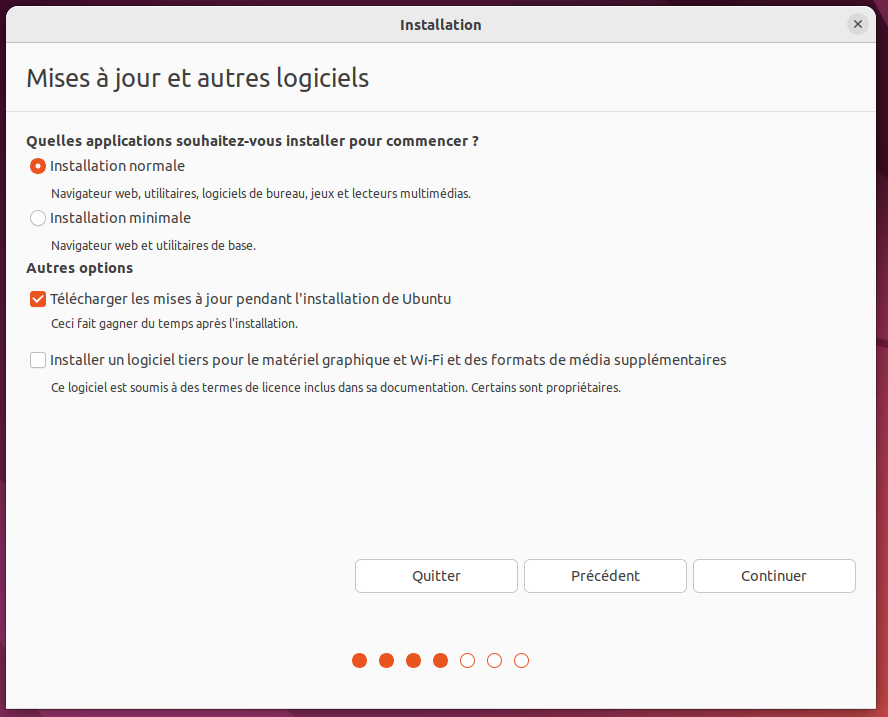 Installation
Mises à jour et autres logiciels
Quelles applications souhaitez-vous installer pour commencer ?
Installation normale
Navigateur web, utilitaires, logiciels de bureau, jeux et lecteurs multimédias.
Installation minimale
Navigateur web et utilitaires de base.
Autres options
Télécharger les mises à jour pendant l'installation de Ubuntu
Ceci fait gagner du temps après l'installation.
Installer un logiciel tiers pour le matériel graphique et Wi-Fi et des formats de média supplémentaires
Ce logiciel est soumis à des termes de licence inclus dans sa documentation. Certains sont propriétaires.
Quitter
Précédent
Continuer